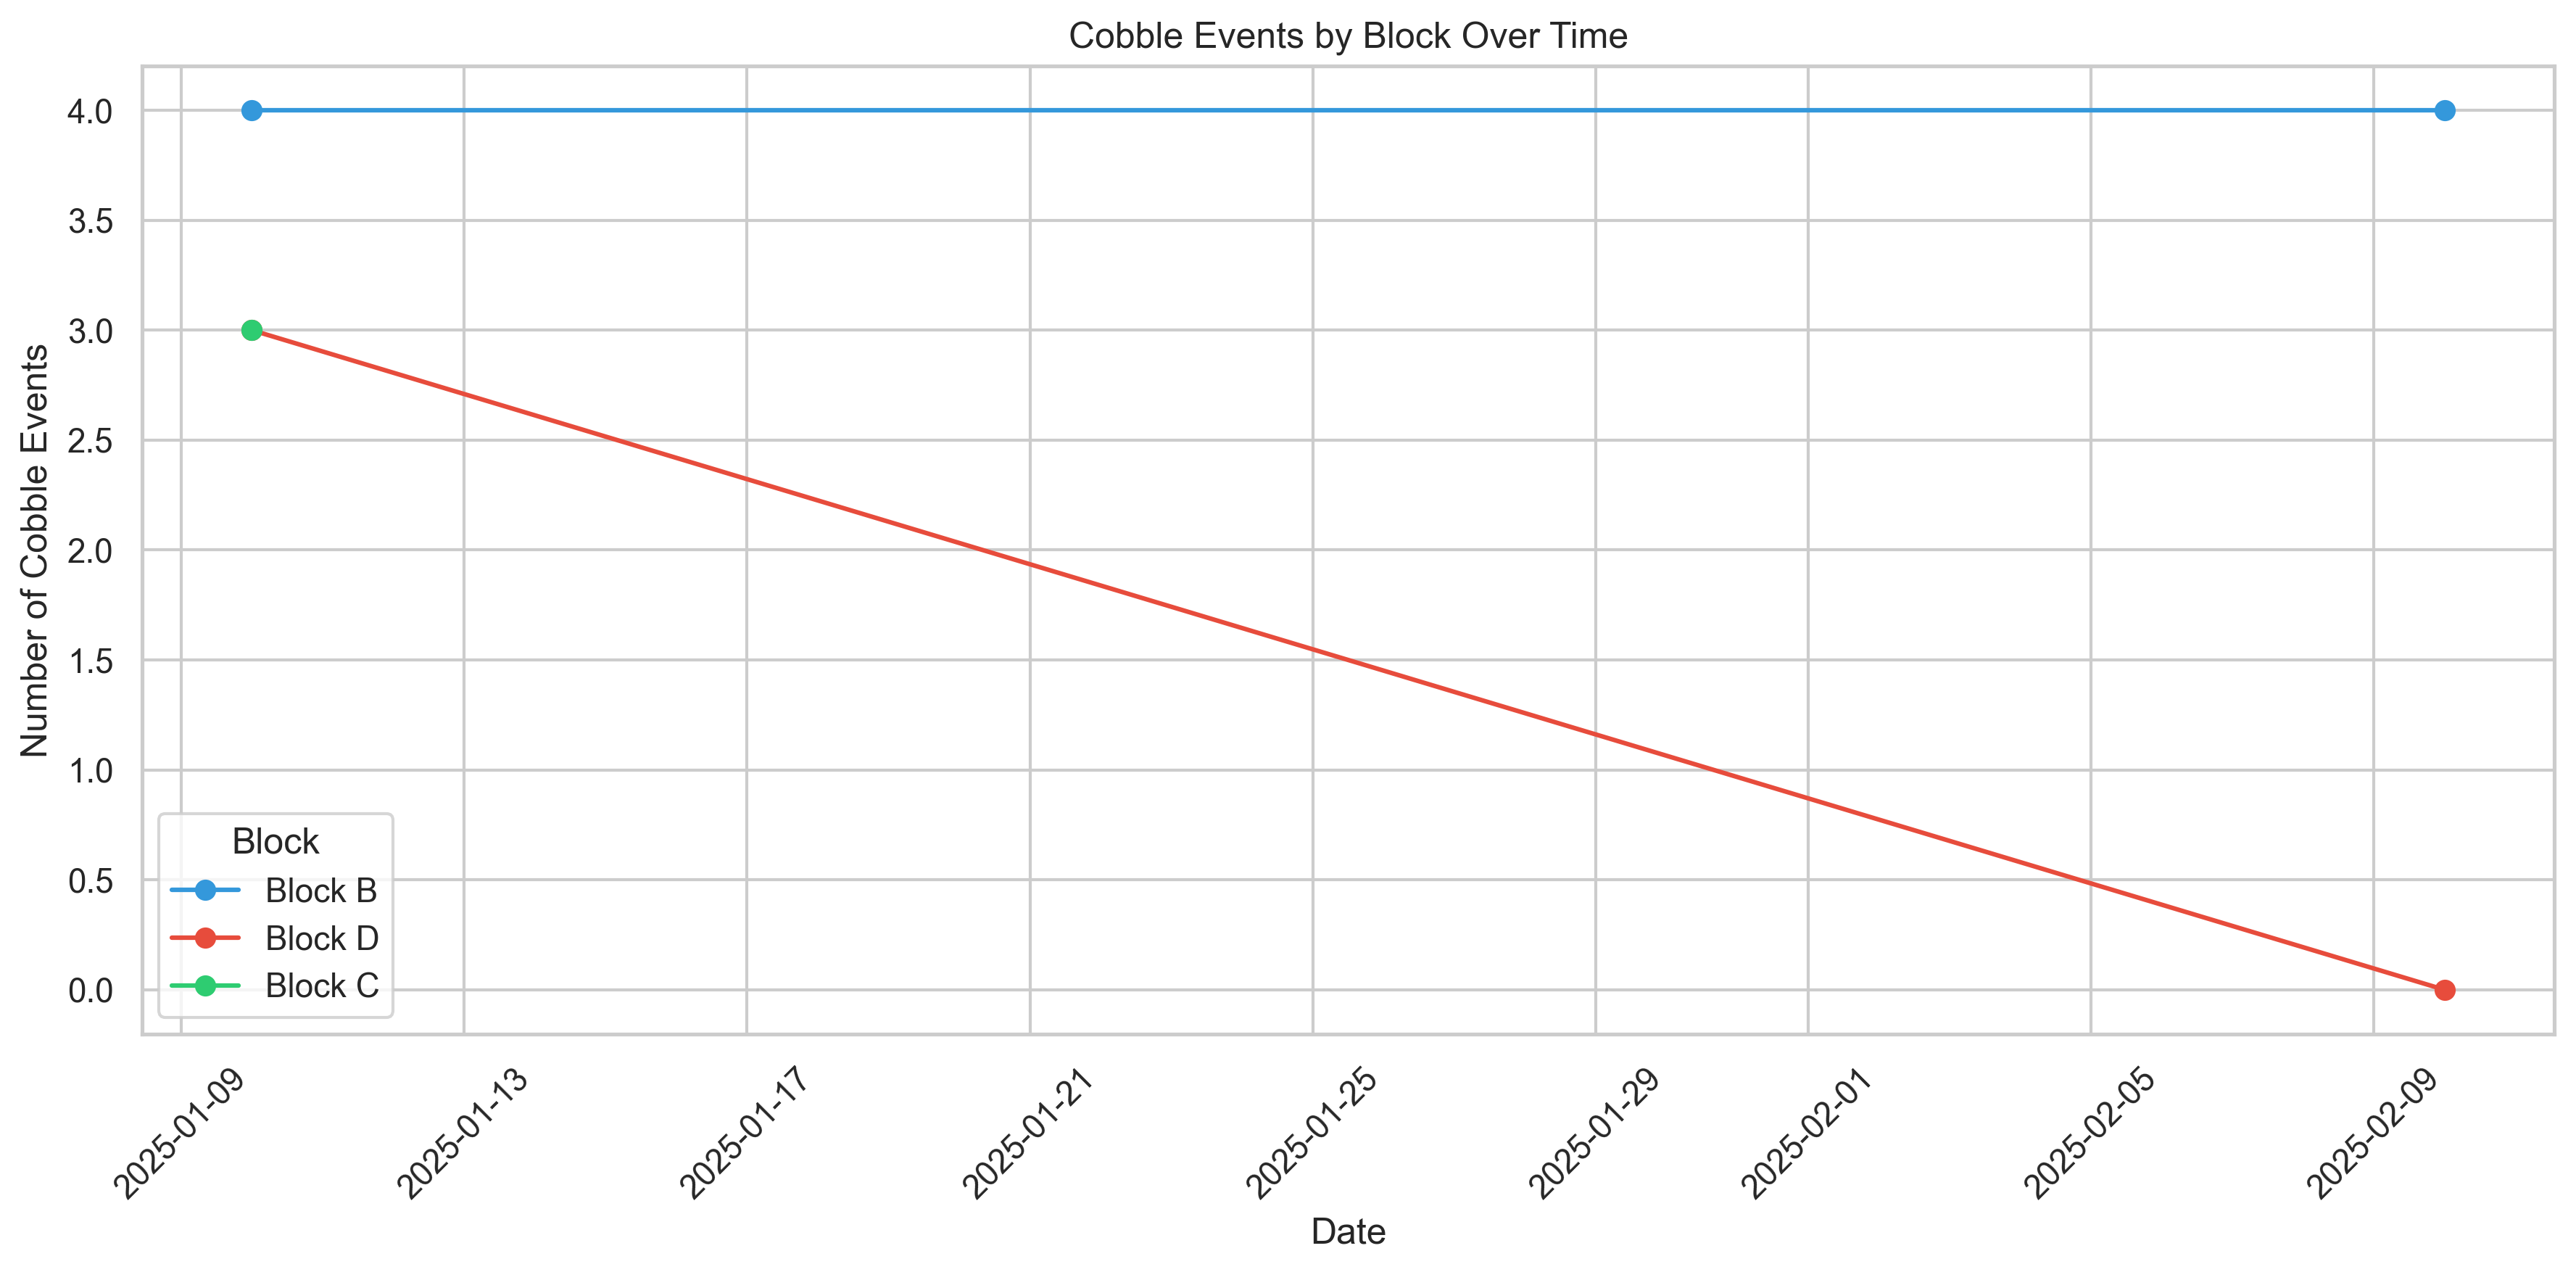 Cobble Events by Block Over Time
Number of Cobble Events
4.0
3.5
3.0
2.5
2.0
1.5
1.0
0.5
0.0
Block
Block B
Block D
Block C
2025-01-09
2025-01-13
2025-01-17
2025-01-21
2025-01-25
2025-01-29
2025-02-01
2025-02-05
2025-02-09
Date